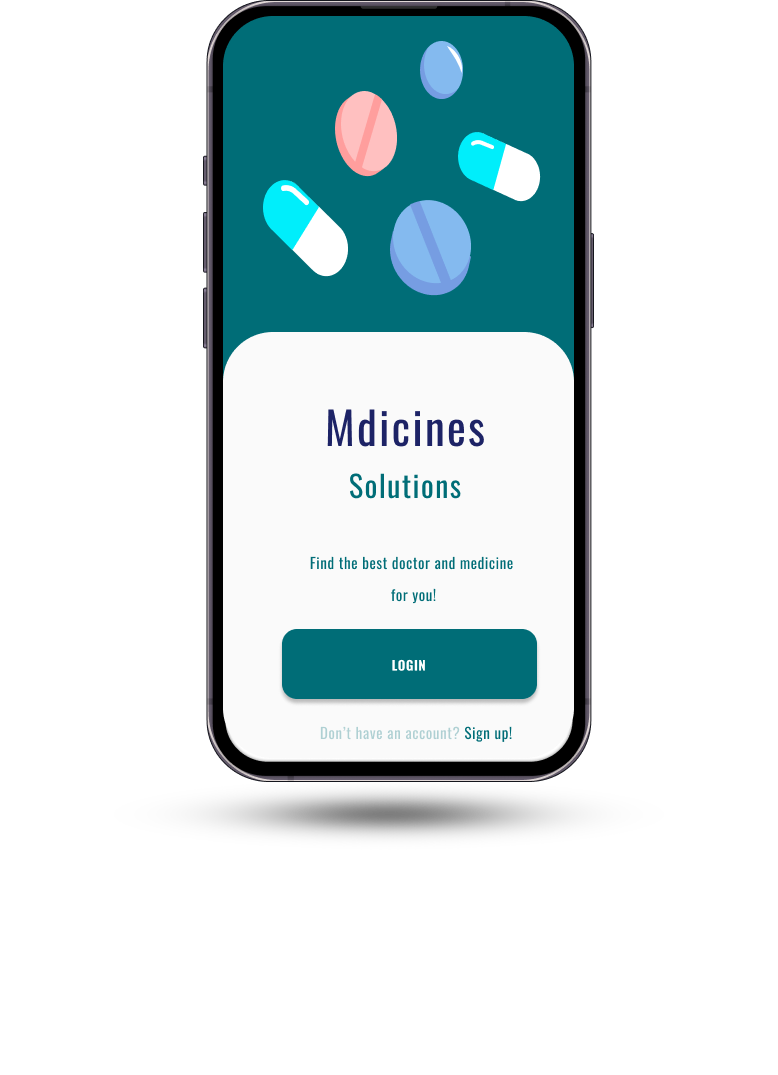 Mdicines
Solutions
Find the best doctor and medicine
for you!
LOGIN
Don't have an account? Sign up!